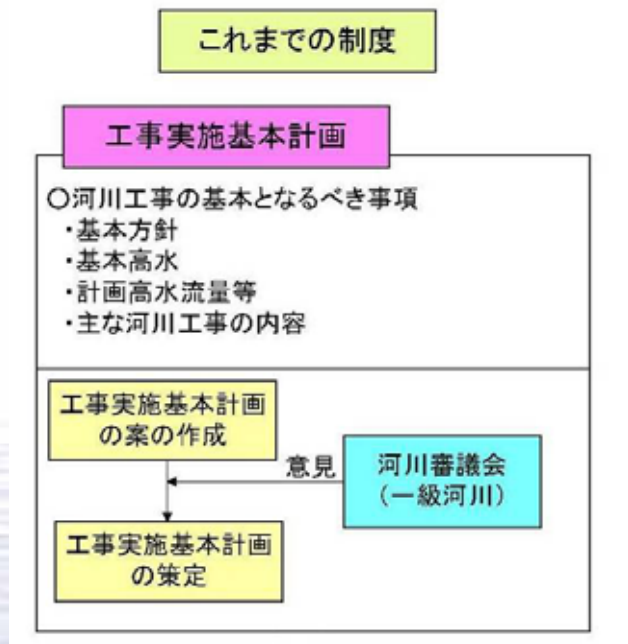 これまでの制度
工事実施基本計画
○河川工事の基本となるべき事項
・基本方針
・基本高水
・計画高水流量等
・主な河川工事の内容
工事実施基本計画
の案の作成
意見
河川審議会
（一級河川）
工事実施基本計画
の策定